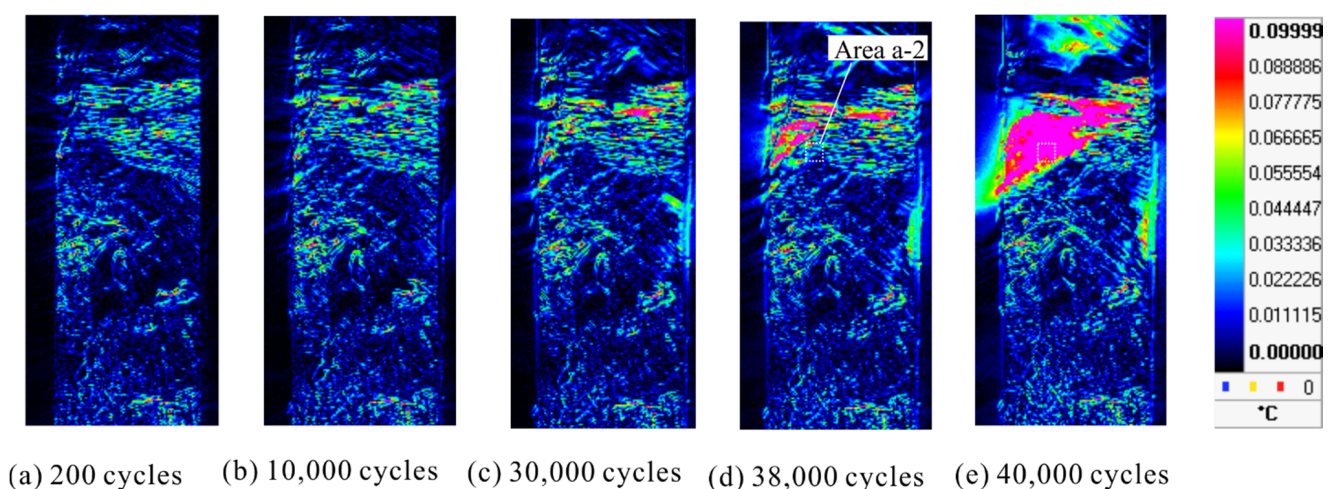 Area a-2
0.09999
0.088886
0.077775
0.066665
0.055554
0.044447
0.033336
0.022226
0.011115
0.00000
0
°C
(a) 200 cycles
(b) 10,000 cycles
(c) 30,000 cycles
(d) 38,000 cycles
(e) 40,000 cycles